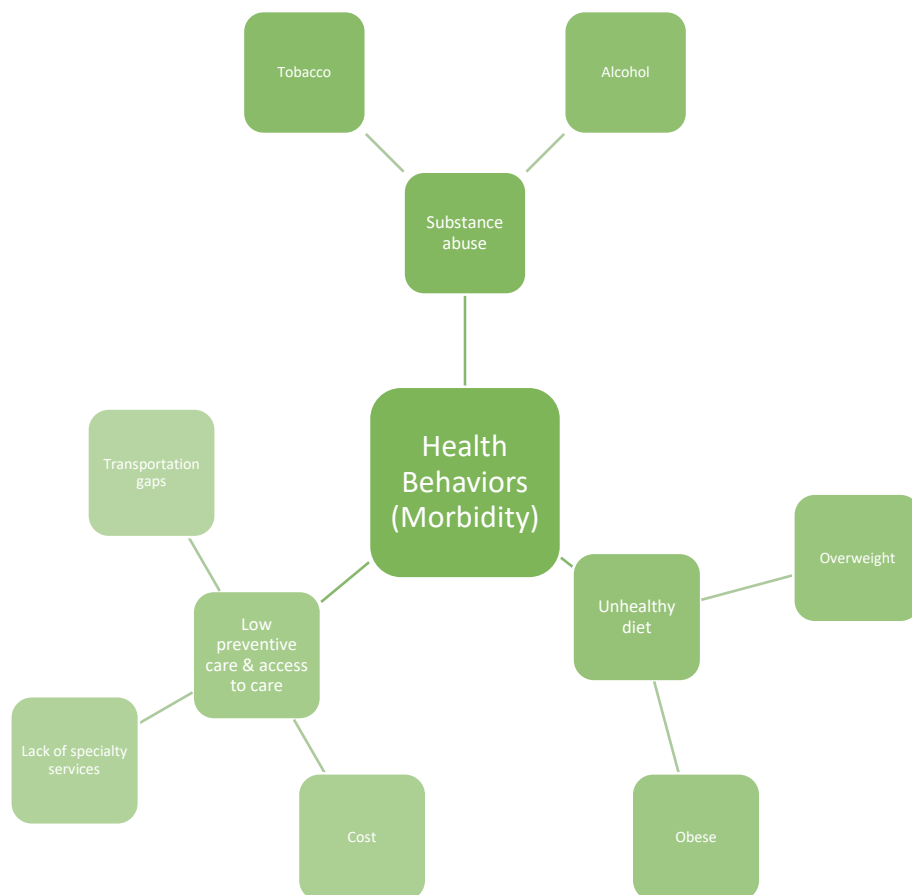 Tobacco
Alcohol
Substance
abuse
Health
Behaviors
(Morbidity)
Transportation
gaps
Overweight
Low
preventive
care & access
to care
Unhealthy
diet
Lack of specialty
services
Cost
Obese